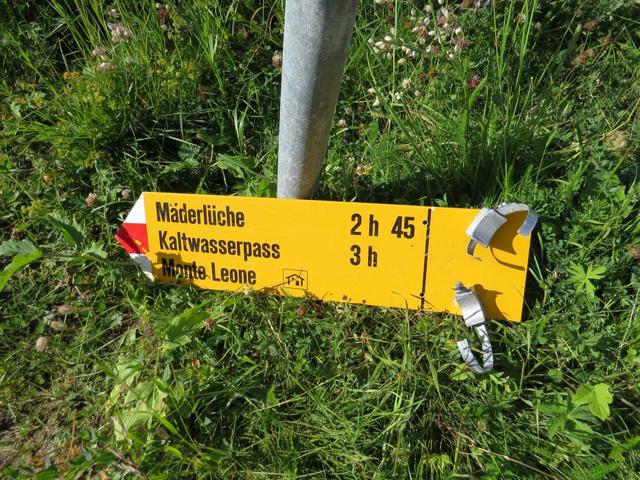 Mäderlücke 2 h 45'
Kaltwasserpass 3 h
Monte Leone